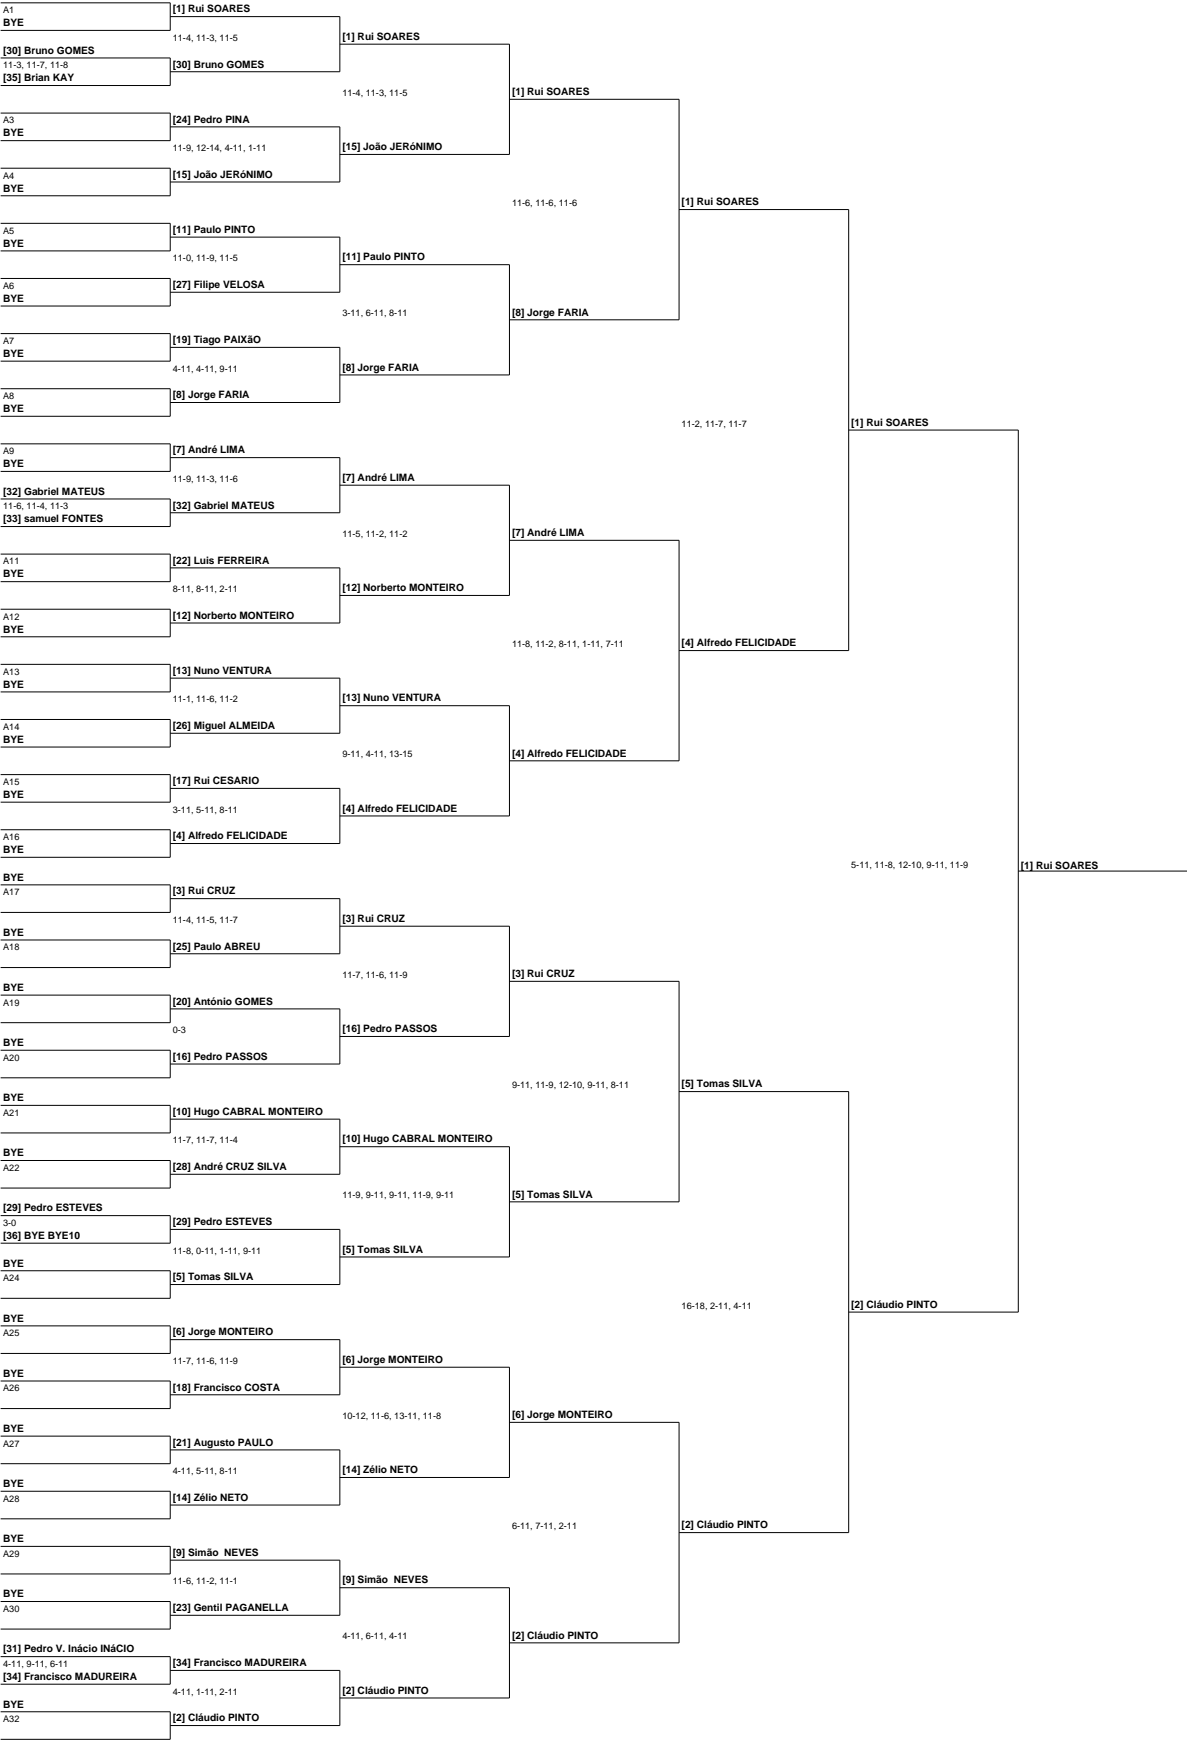 A1
BYE
[1] Rui SOARES
11-4, 11-3, 11-5
[1] Rui SOARES
[30] Bruno GOMES
11-3, 11-7, 11-8
[35] Brian KAY
[30] Bruno GOMES
11-4, 11-3, 11-5
[1] Rui SOARES
A3
BYE
[24] Pedro PINA
11-9, 12-14, 4-11, 1-11
[15] João JERóNIMO
A4
BYE
[15] João JERóNIMO
11-6, 11-6, 11-6
[1] Rui SOARES
A5
BYE
[11] Paulo PINTO
11-0, 11-9, 11-5
[11] Paulo PINTO
A6
BYE
[27] Filipe VELOSA
3-11, 6-11, 8-11
[8] Jorge FARIA
A7
BYE
[19] Tiago PAIXãO
4-11, 4-11, 9-11
[8] Jorge FARIA
A8
BYE
[8] Jorge FARIA
11-2, 11-7, 11-7
[1] Rui SOARES
A9
BYE
[7] André LIMA
11-9, 11-3, 11-6
[7] André LIMA
[32] Gabriel MATEUS
11-6, 11-4, 11-3
[33] samuel FONTES
[32] Gabriel MATEUS
11-5, 11-2, 11-2
[7] André LIMA
A11
BYE
[22] Luis FERREIRA
8-11, 8-11, 2-11
[12] Norberto MONTEIRO
A12
BYE
[12] Norberto MONTEIRO
11-8, 11-2, 8-11, 1-11, 7-11
[4] Alfredo FELICIDADE
A13
BYE
[13] Nuno VENTURA
11-1, 11-6, 11-2
[13] Nuno VENTURA
A14
BYE
[26] Miguel ALMEIDA
9-11, 4-11, 13-15
[4] Alfredo FELICIDADE
A15
BYE
[17] Rui CESARIO
3-11, 5-11, 8-11
[4] Alfredo FELICIDADE
A16
BYE
[4] Alfredo FELICIDADE
5-11, 11-8, 12-10, 9-11, 11-9
[1] Rui SOARES
BYE
A17
[3] Rui CRUZ
11-4, 11-5, 11-7
[3] Rui CRUZ
BYE
A18
[25] Paulo ABREU
11-7, 11-6, 11-9
[3] Rui CRUZ
BYE
A19
[20] António GOMES
0-3
[16] Pedro PASSOS
BYE
A20
[16] Pedro PASSOS
9-11, 11-9, 12-10, 9-11, 8-11
[5] Tomas SILVA
BYE
A21
[10] Hugo CABRAL MONTEIRO
11-7, 11-7, 11-4
[10] Hugo CABRAL MONTEIRO
BYE
A22
[28] André CRUZ SILVA
11-9, 9-11, 9-11, 11-9, 9-11
[5] Tomas SILVA
[29] Pedro ESTEVES
3-0
[36] BYE BYE10
[29] Pedro ESTEVES
11-8, 0-11, 1-11, 9-11
[5] Tomas SILVA
BYE
A24
[5] Tomas SILVA
16-18, 2-11, 4-11
[2] Cláudio PINTO
BYE
A25
[6] Jorge MONTEIRO
11-7, 11-6, 11-9
[6] Jorge MONTEIRO
BYE
A26
[18] Francisco COSTA
10-12, 11-6, 13-11, 11-8
[6] Jorge MONTEIRO
BYE
A27
[21] Augusto PAULO
4-11, 5-11, 8-11
[14] Zélio NETO
BYE
A28
[14] Zélio NETO
6-11, 7-11, 2-11
[2] Cláudio PINTO
BYE
A29
[9] Simão  NEVES
11-6, 11-2, 11-1
[9] Simão  NEVES
BYE
A30
[23] Gentil PAGANELLA
4-11, 6-11, 4-11
[2] Cláudio PINTO
[31] Pedro V. Inácio INáCIO
4-11, 9-11, 6-11
[34] Francisco MADUREIRA
[34] Francisco MADUREIRA
4-11, 1-11, 2-11
[2] Cláudio PINTO
BYE
A32
[2] Cláudio PINTO